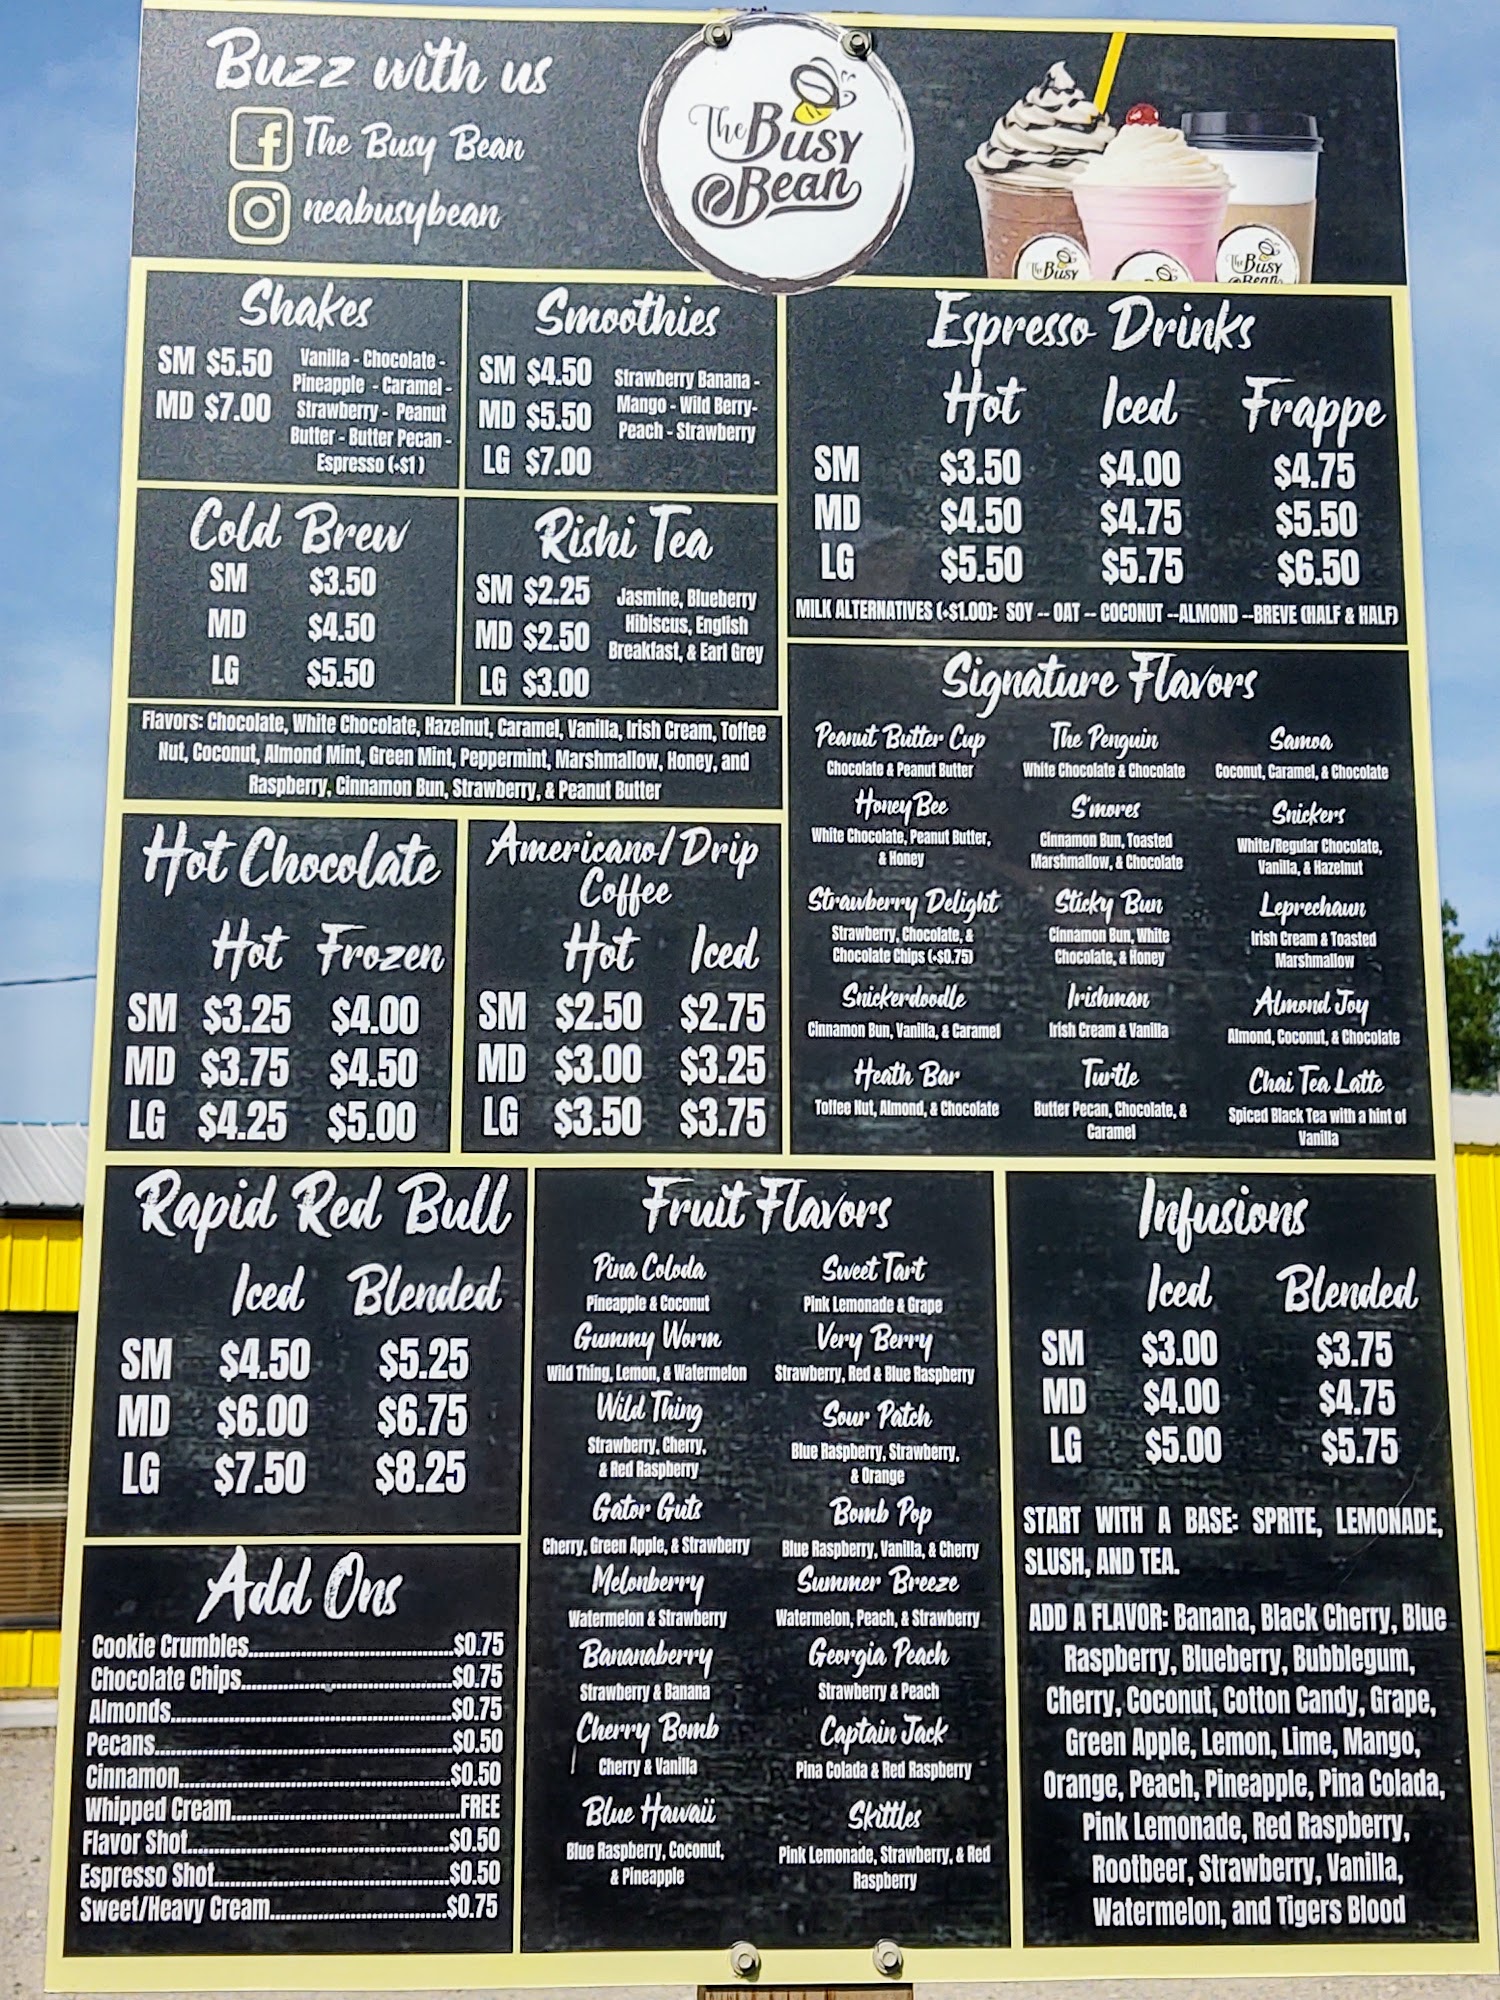 Buzz with us
The Busy Bean
neabusybean
The Busy Bean
The Busy
The Busy
Bean
Shakes
SM $5.50
MD $7.00
Vanilla - Chocolate -
Pineapple - Caramel -
Strawberry - Peanut
Butter - Butter Pecan -
Espresso (+$1)
Smoothies
SM $4.50
MD $5.50
LG $7.00
Strawberry Banana -
Mango - Wild Berry-
Peach - Strawberry
Espresso Drinks
Hot Iced Frappe
SM $3.50 $4.00 $4.75
MD $4.50 $4.75 $5.50
LG $5.50 $5.75 $6.50
MILK ALTERNATIVES (+$1.00): SOY -- OAT -- COCONUT --ALMOND --BREVE (HALF & HALF)
Cold Brew
SM $3.50
MD $4.50
LG $5.50
Rishi Tea
SM $2.25
MD $2.50
LG $3.00
Jasmine, Blueberry
Hibiscus, English
Breakfast, & Earl Grey
Flavors: Chocolate, White Chocolate, Hazelnut, Caramel, Vanilla, Irish Cream, Toffee
Nut, Coconut, Almond Mint, Green Mint, Peppermint, Marshmallow, Honey, and
Raspberry, Cinnamon Bun, Strawberry, & Peanut Butter
Signature Flavors
Peanut Butter Cup
Chocolate & Peanut Butter
The Penguin
White Chocolate & Chocolate
Samoa
Coconut, Caramel, & Chocolate
Honey Bee
White Chocolate, Peanut Butter,
& Honey
S'mores
Cinnamon Bun, Toasted
Marshmallow, & Chocolate
Snickers
White/Regular Chocolate,
Vanilla, & Hazelnut
Strawberry Delight
Strawberry, Chocolate, &
Chocolate Chips (+$0.75)
Sticky Bun
Cinnamon Bun, White
Chocolate, & Honey
Leprechaun
Irish Cream & Toasted
Marshmallow
Snickerdoodle
Cinnamon Bun, Vanilla, & Caramel
Irishman
Irish Cream & Vanilla
Almond Joy
Almond, Coconut, & Chocolate
Heath Bar
Toffee Nut, Almond, & Chocolate
Turtle
Butter Pecan, Chocolate, &
Caramel
Chai Tea Latte
Spiced Black Tea with a hint of
Vanilla
Hot Chocolate
Hot Frozen
SM $3.25 $4.00
MD $3.75 $4.50
LG $4.25 $5.00
Americano/Drip
Coffee
Hot Iced
SM $2.50 $2.75
MD $3.00 $3.25
LG $3.50 $3.75
Rapid Red Bull
Iced Blended
SM $4.50 $5.25
MD $6.00 $6.75
LG $7.50 $8.25
Add Ons
Cookie Crumbles...$0.75
Chocolate Chips...$0.75
Almonds...$0.75
Pecans...$0.50
Cinnamon...$0.50
Whipped Cream...FREE
Flavor Shot...$0.50
Espresso Shot...$0.50
Sweet/Heavy Cream...$0.75
Fruit Flavors
Pina Coloda
Pineapple & Coconut
Sweet Tart
Pink Lemonade & Grape
Gummy Worm
Wild Thing, Lemon, & Watermelon
Very Berry
Strawberry, Red & Blue Raspberry
Wild Thing
Strawberry, Cherry,
& Red Raspberry
Sour Patch
Blue Raspberry, Strawberry,
& Orange
Gator Guts
Cherry, Green Apple, & Strawberry
Bomb Pop
Blue Raspberry, Vanilla, & Cherry
Melonberry
Watermelon & Strawberry
Summer Breeze
Watermelon, Peach, & Strawberry
Bananaberry
Strawberry & Banana
Georgia Peach
Strawberry & Peach
Cherry Bomb
Cherry & Vanilla
Captain Jack
Pina Colada & Red Raspberry
Blue Hawaii
Blue Raspberry, Coconut,
& Pineapple
Skittles
Pink Lemonade, Strawberry, & Red
Raspberry
Infusions
Iced Blended
SM $3.00 $3.75
MD $4.00 $4.75
LG $5.00 $5.75
START WITH A BASE: SPRITE, LEMONADE,
SLUSH, AND TEA.
ADD A FLAVOR: Banana, Black Cherry, Blue
Raspberry, Blueberry, Bubblegum,
Cherry, Coconut, Cotton Candy, Grape,
Green Apple, Lemon, Lime, Mango,
Orange, Peach, Pineapple, Pina Colada,
Pink Lemonade, Red Raspberry,
Rootbeer, Strawberry, Vanilla,
Watermelon, and Tigers Blood